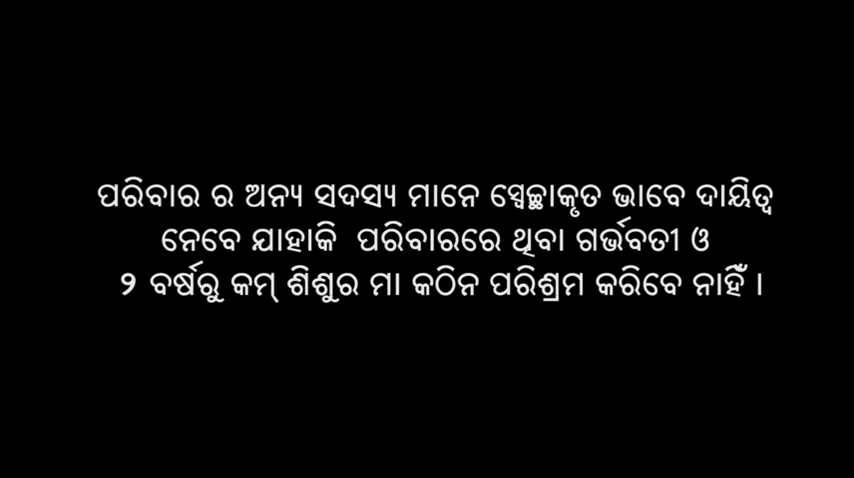 ପରିବାର ର ଅନ୍ୟ ସଦସ୍ୟ ମାନେ ସ୍ୱେଚ୍ଛାକୃତ ଭାବେ ଦାୟିତ୍ୱ
ନେବେ ଯାହାକି ପରିବାରରେ ଥିବା ଗର୍ଭବତୀ ଓ
୨ ବର୍ଷରୁ କମ୍ ଶିଶୁର ମା କଠିନ ପରିଶ୍ରମ କରିବେ ନାହିଁ ।